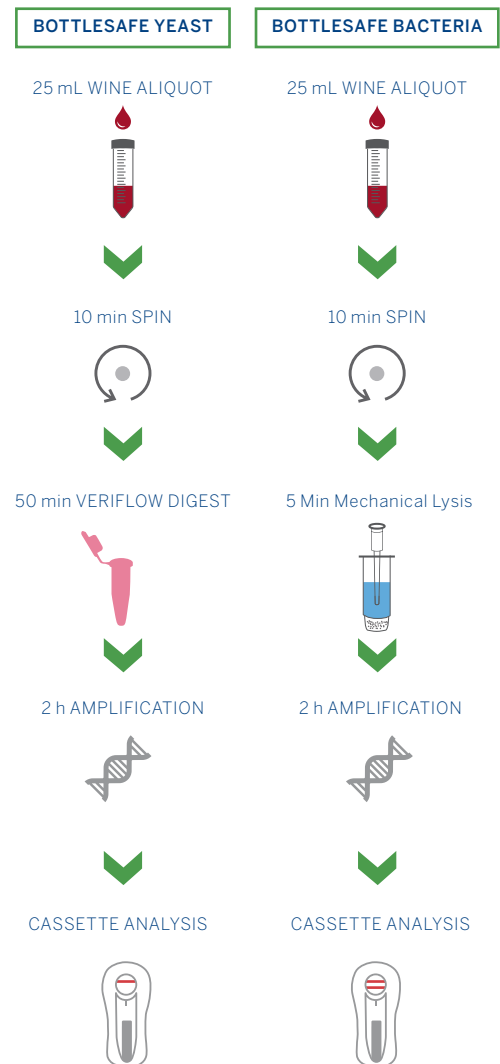 BOTTLESAFE YEAST
25 mL WINE ALIQUOT
10 min SPIN
50 min VERIFLOW DIGEST
2 h AMPLIFICATION
CASSETTE ANALYSIS
BOTTLESAFE BACTERIA
25 mL WINE ALIQUOT
10 min SPIN
5 Min Mechanical Lysis
2 h AMPLIFICATION
CASSETTE ANALYSIS